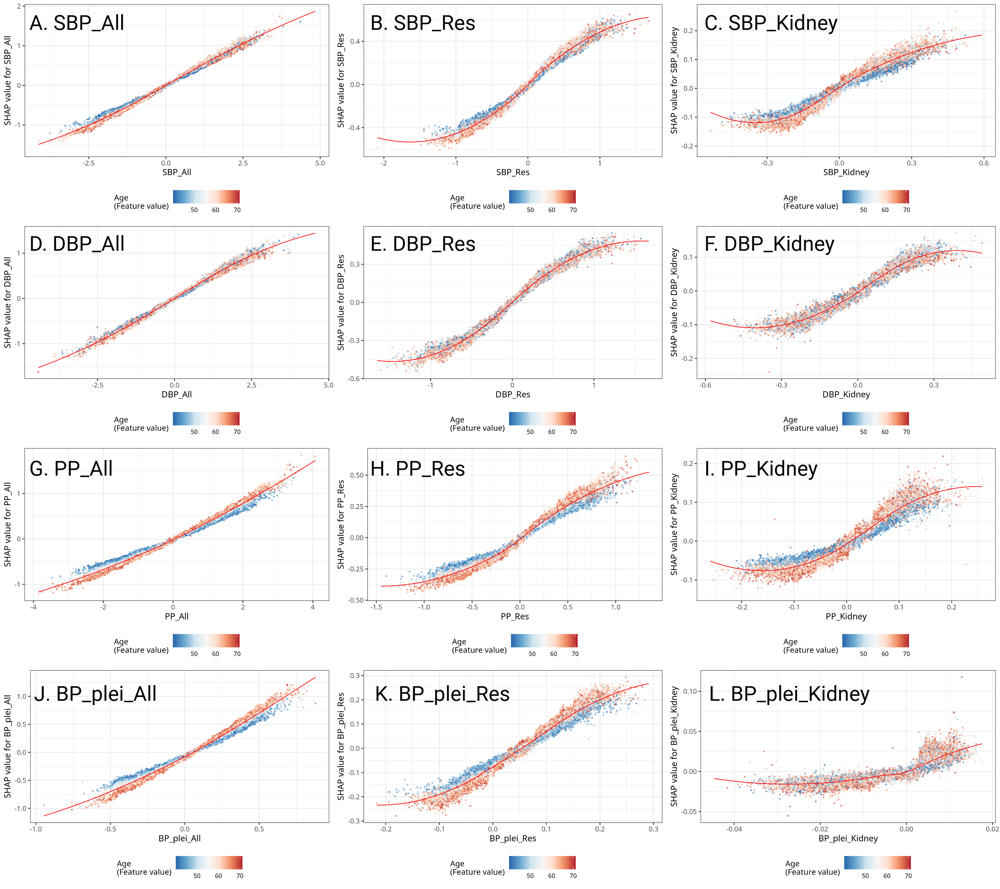 A. SBP_All
SHAP value for SBP_All
2
1
0
-1
-2.5
0.0
2.5
5.0
SBP_All
Age
(Feature value)
50
60
70
B. SBP_Res
SHAP value for SBP_Res
0.4
0.0
-0.4
-2
-1
0
1
SBP_Res
Age
(Feature value)
50
60
70
C. SBP_Kidney
SHAP value for SBP_Kidney
0.2
0.1
0.0
-0.1
-0.2
-0.3
0.0
0.3
0.6
SBP_Kidney
Age
(Feature value)
50
60
70
D. DBP_All
SHAP value for DBP_All
1
0
-1
-2.5
0.0
2.5
5.0
DBP_All
Age
(Feature value)
50
60
70
E. DBP_Res
SHAP value for DBP_Res
0.3
0.0
-0.3
-0.6
-1
0
1
DBP_Res
Age
(Feature value)
50
60
70
F. DBP_Kidney
SHAP value for DBP_Kidney
0.1
0.0
-0.1
-0.2
-0.6
-0.3
0.0
0.3
DBP_Kidney
Age
(Feature value)
50
60
70
G. PP_All
SHAP value for PP_All
1
0
-1
-4
-2
0
2
4
PP_All
Age
(Feature value)
50
60
70
H. PP_Res
SHAP value for PP_Res
0.50
0.25
0.00
-0.25
-0.50
-1.5
-1.0
-0.5
0.0
0.5
1.0
PP_Res
Age
(Feature value)
50
60
70
I. PP_Kidney
SHAP value for PP_Kidney
0.2
0.1
0.0
-0.1
-0.2
-0.1
0.0
0.1
0.2
PP_Kidney
Age
(Feature value)
50
60
70
J. BP_plei_All
SHAP value for BP_plei_All
1.0
0.5
0.0
-0.5
-1.0
-1.0
-0.5
0.0
0.5
BP_plei_All
Age
(Feature value)
50
60
70
K. BP_plei_Res
SHAP value for BP_plei_Res
0.3
0.2
0.1
0.0
-0.1
-0.2
-0.3
-0.2
-0.1
0.0
0.1
0.2
0.3
BP_plei_Res
Age
(Feature value)
50
60
70
L. BP_plei_Kidney
SHAP value for BP_plei_Kidney
0.10
0.05
0.00
-0.05
-0.04
-0.02
0.00
0.02
BP_plei_Kidney
Age
(Feature value)
50
60
70